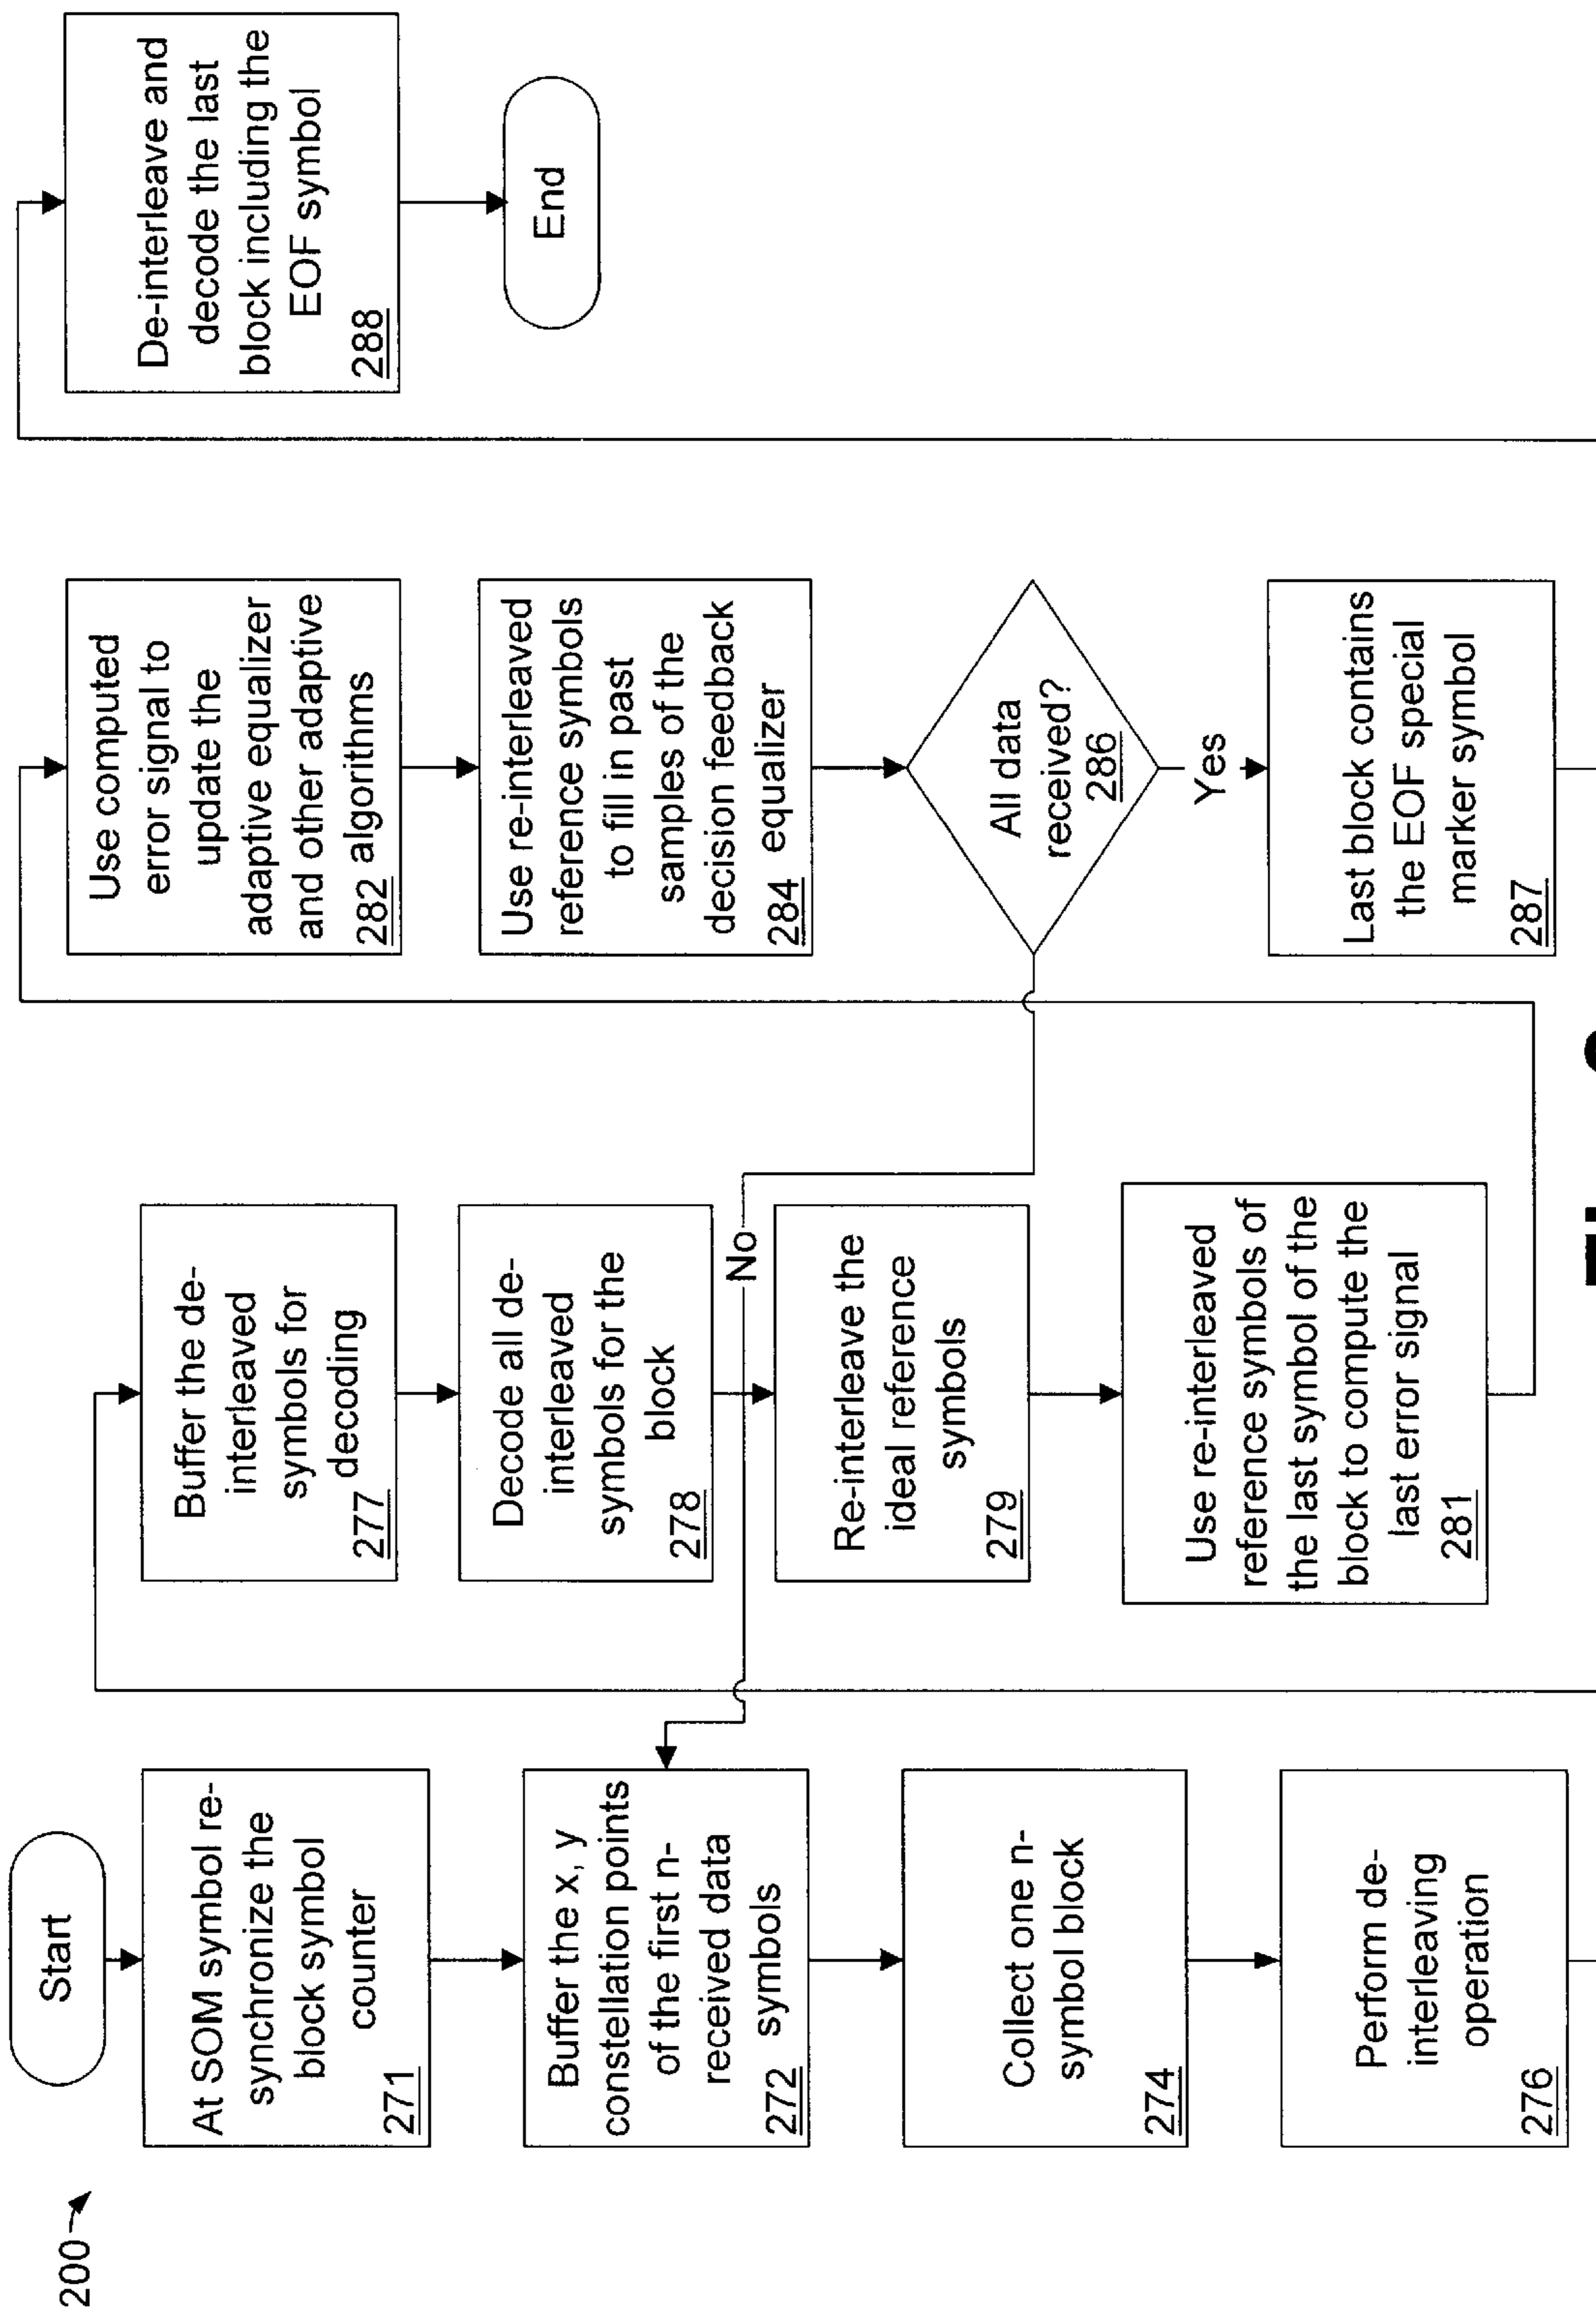 200
Start
At SOM symbol re-
synchronize the
block symbol
counter
271
Buffer the x, y
constellation points
of the first n-
received data
symbols
272
Collect one n-
symbol block
274
Perform de-
interleaving
operation
276
Buffer the de-
interleaved
symbols for
decoding
277
Decode all de-
interleaved
symbols for the
block
278
No
Re-interleave the
ideal reference
symbols
279
Use re-interleaved
reference symbols of
the last symbol of the
block to compute the
last error signal
281
Use computed
error signal to
update the
adaptive equalizer
and other adaptive
282 algorithms
Use re-interleaved
reference symbols
to fill in past
samples of the
decision feedback
284 equalizer
All data
received?
286
Yes
Last block contains
the EOF special
marker symbol
287
De-interleave and
decode the last
block including the
EOF symbol
288
End